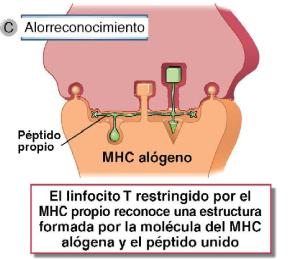 C Alorreconocimiento
Péptido
propio
MHC alógeno
El linfocito T restringido por el
MHC propio reconoce una estructura
formada por la molécula del MHC
alógena y el péptido unido